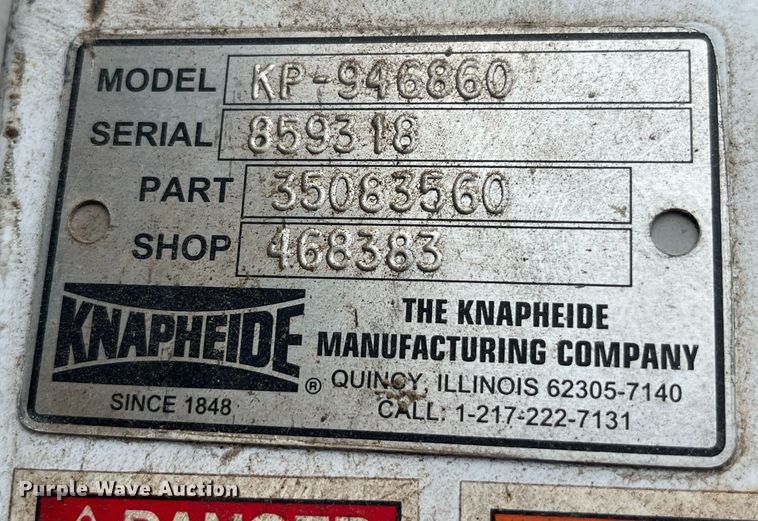 MODEL KP-946860
SERIAL 859318
PART 35083560
SHOP 468383
KNAPHEIDE ®
SINCE 1848
THE KNAPHEIDE
MANUFACTURING COMPANY
QUINCY, ILLINOIS 62305-7140
CALL: 1-217-222-7131
Purple Wave Auction
DANGER